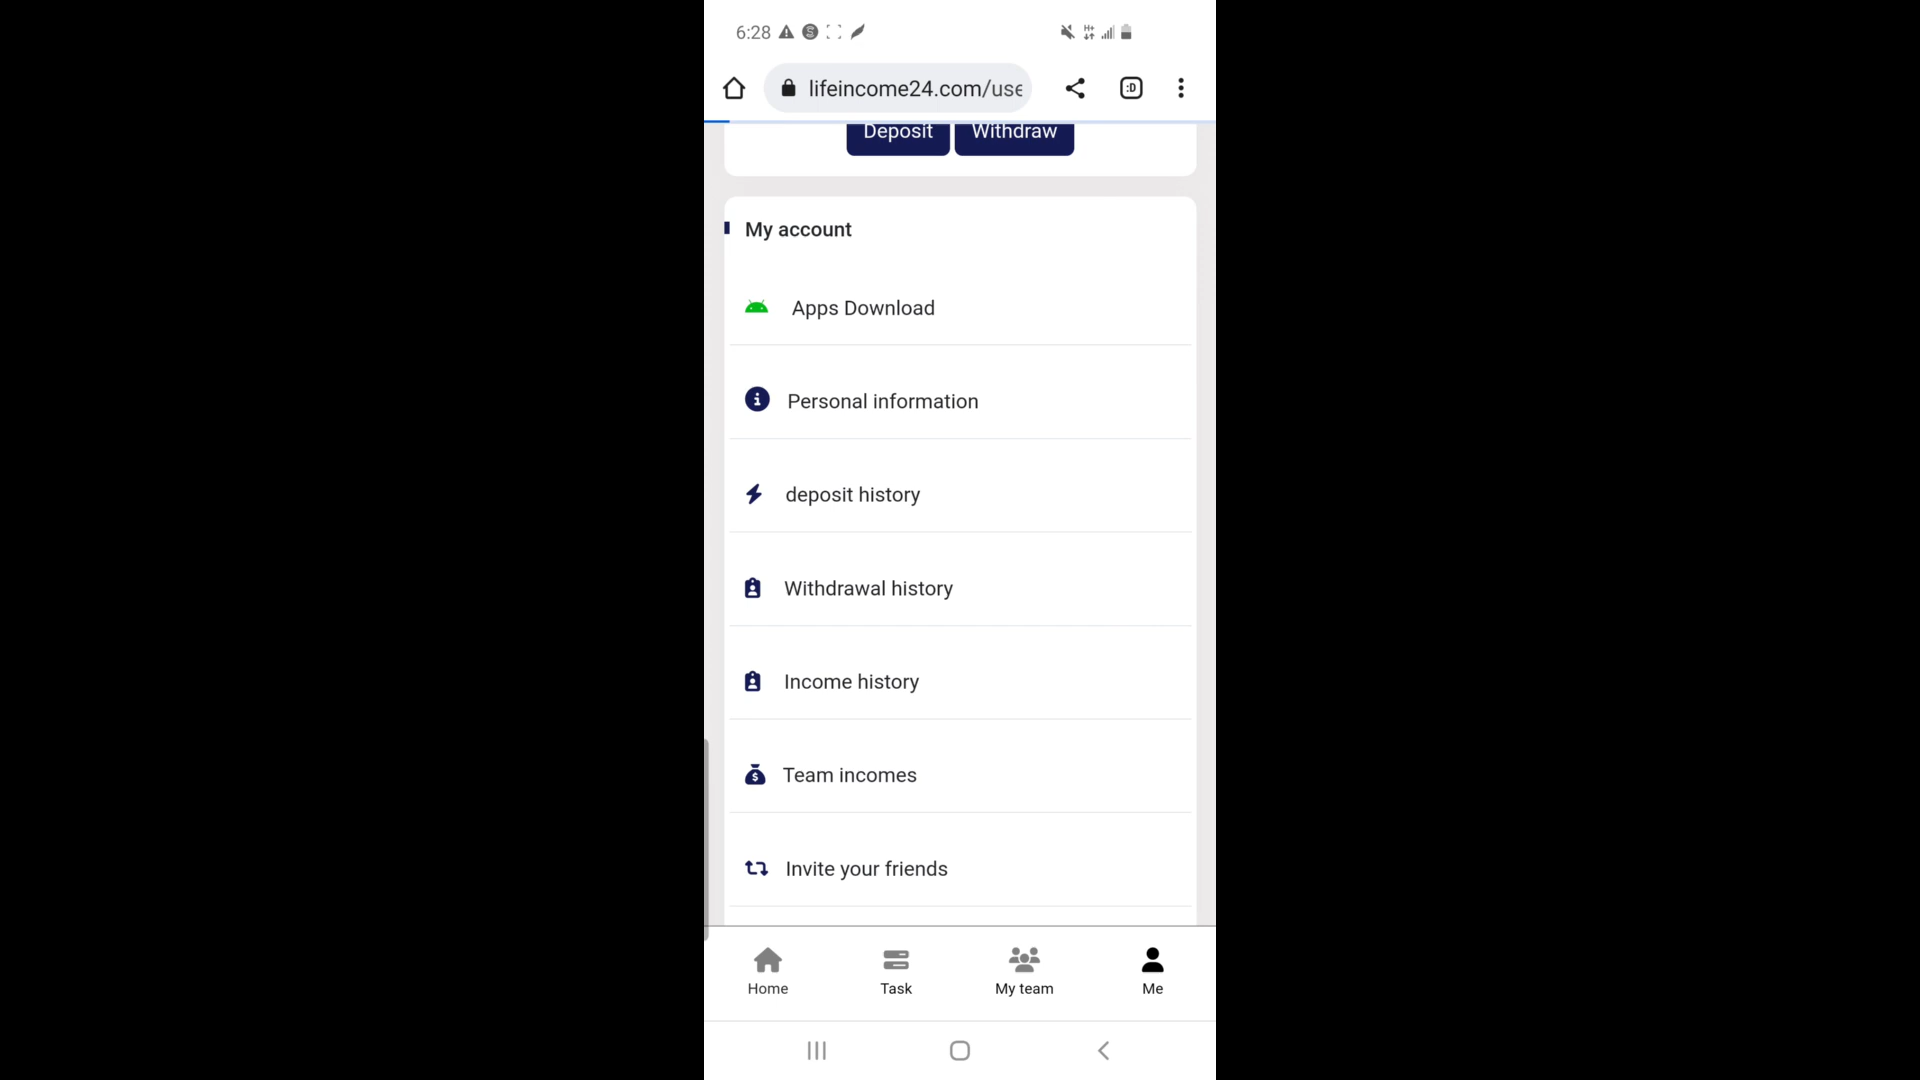 6:28
lifeincome24.com/use
:D
Deposit Withdraw
My account
Apps Download
Personal information
deposit history
Withdrawal history
Income history
Team incomes
Invite your friends
Home Task My team Me